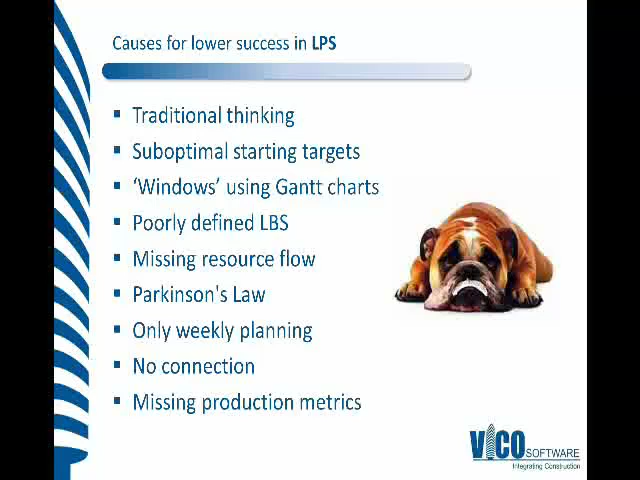 Causes for lower success in LPS
Traditional thinking
Suboptimal starting targets
‘Windows’ using Gantt charts
Poorly defined LBS
Missing resource flow
Parkinson's Law
Only weekly planning
No connection
Missing production metrics
VICO SOFTWARE
Integrating Construction